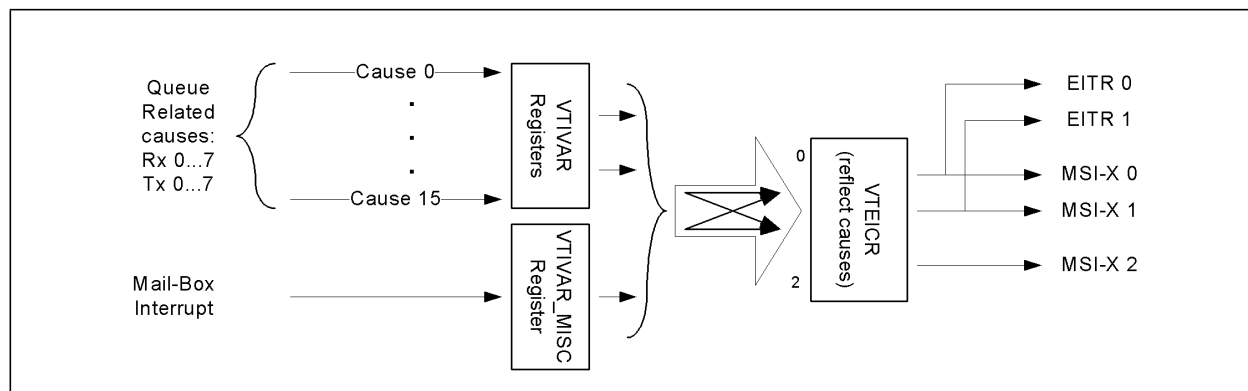 Queue
Related
causes:
Rx 0...7
Tx 0...7
Cause 0
Cause 15
Mail-Box
Interrupt
VTIVAR
Registers
VTIVAR_MISC
Register
0
2
VTEICR
(reflect causes)
EITR 0
EITR 1
MSI-X 0
MSI-X 1
MSI-X 2